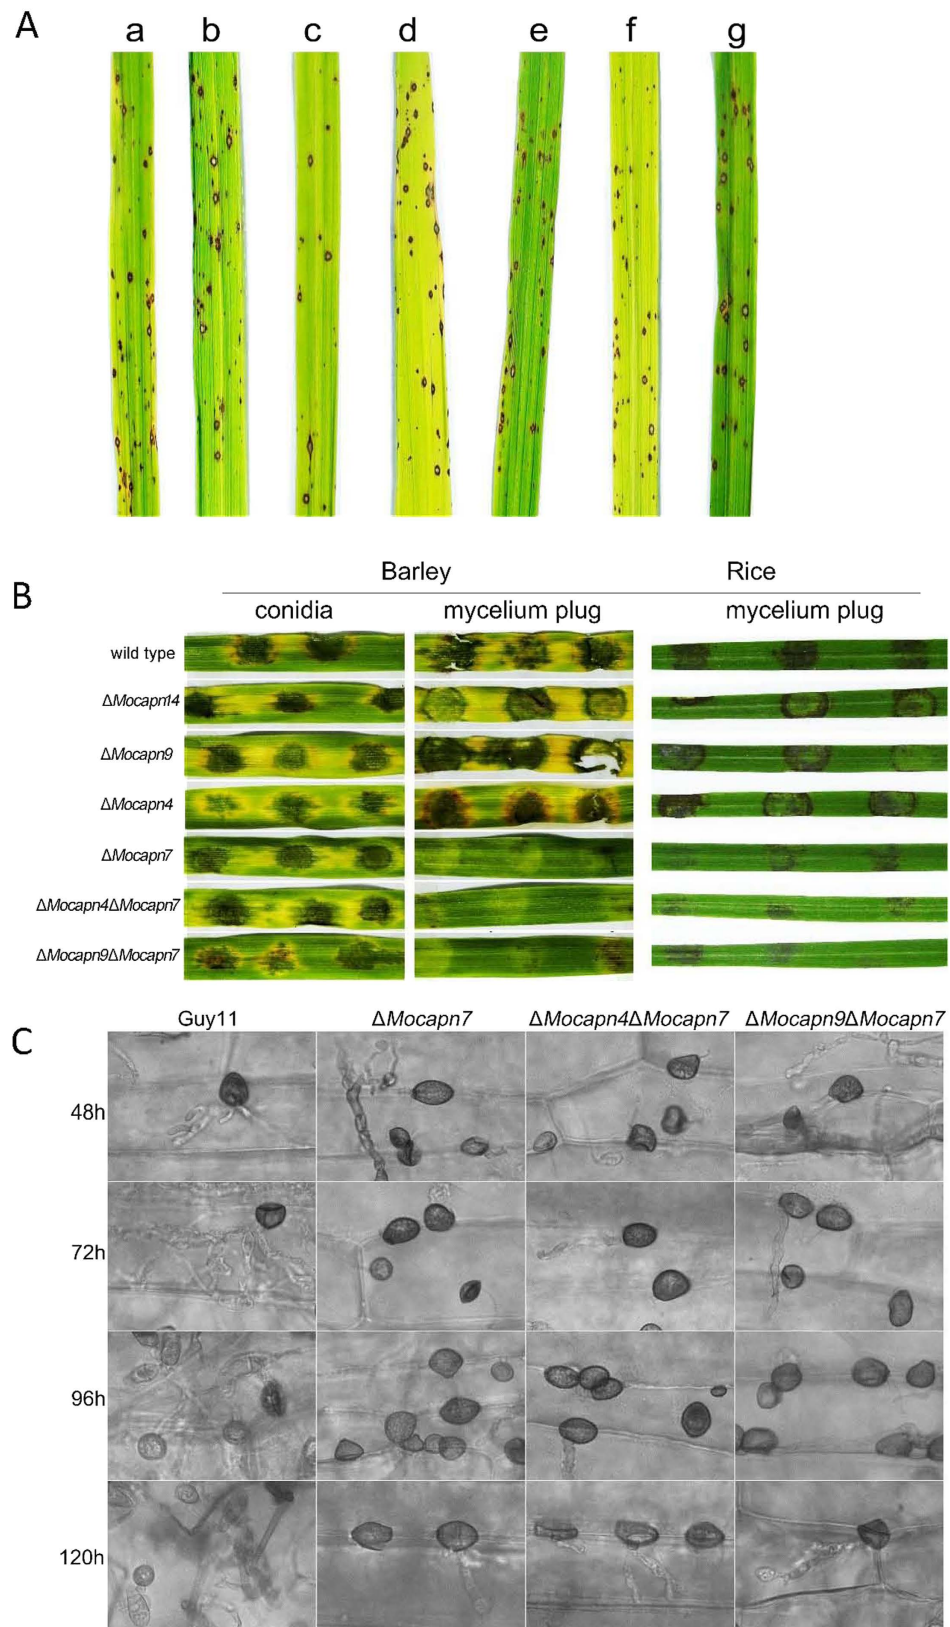 A
a b c d e f g
Barley Rice
B
conidia mycelium plug mycelium plug
wild type
ΔMocapn14
ΔMocapn9
ΔMocapn4
ΔMocapn7
ΔMocapn4ΔMocapn7
ΔMocapn9ΔMocapn7
C
Guy11 ΔMocapn7 ΔMocapn4ΔMocapn7 ΔMocapn9ΔMocapn7
48h
72h
96h
120h